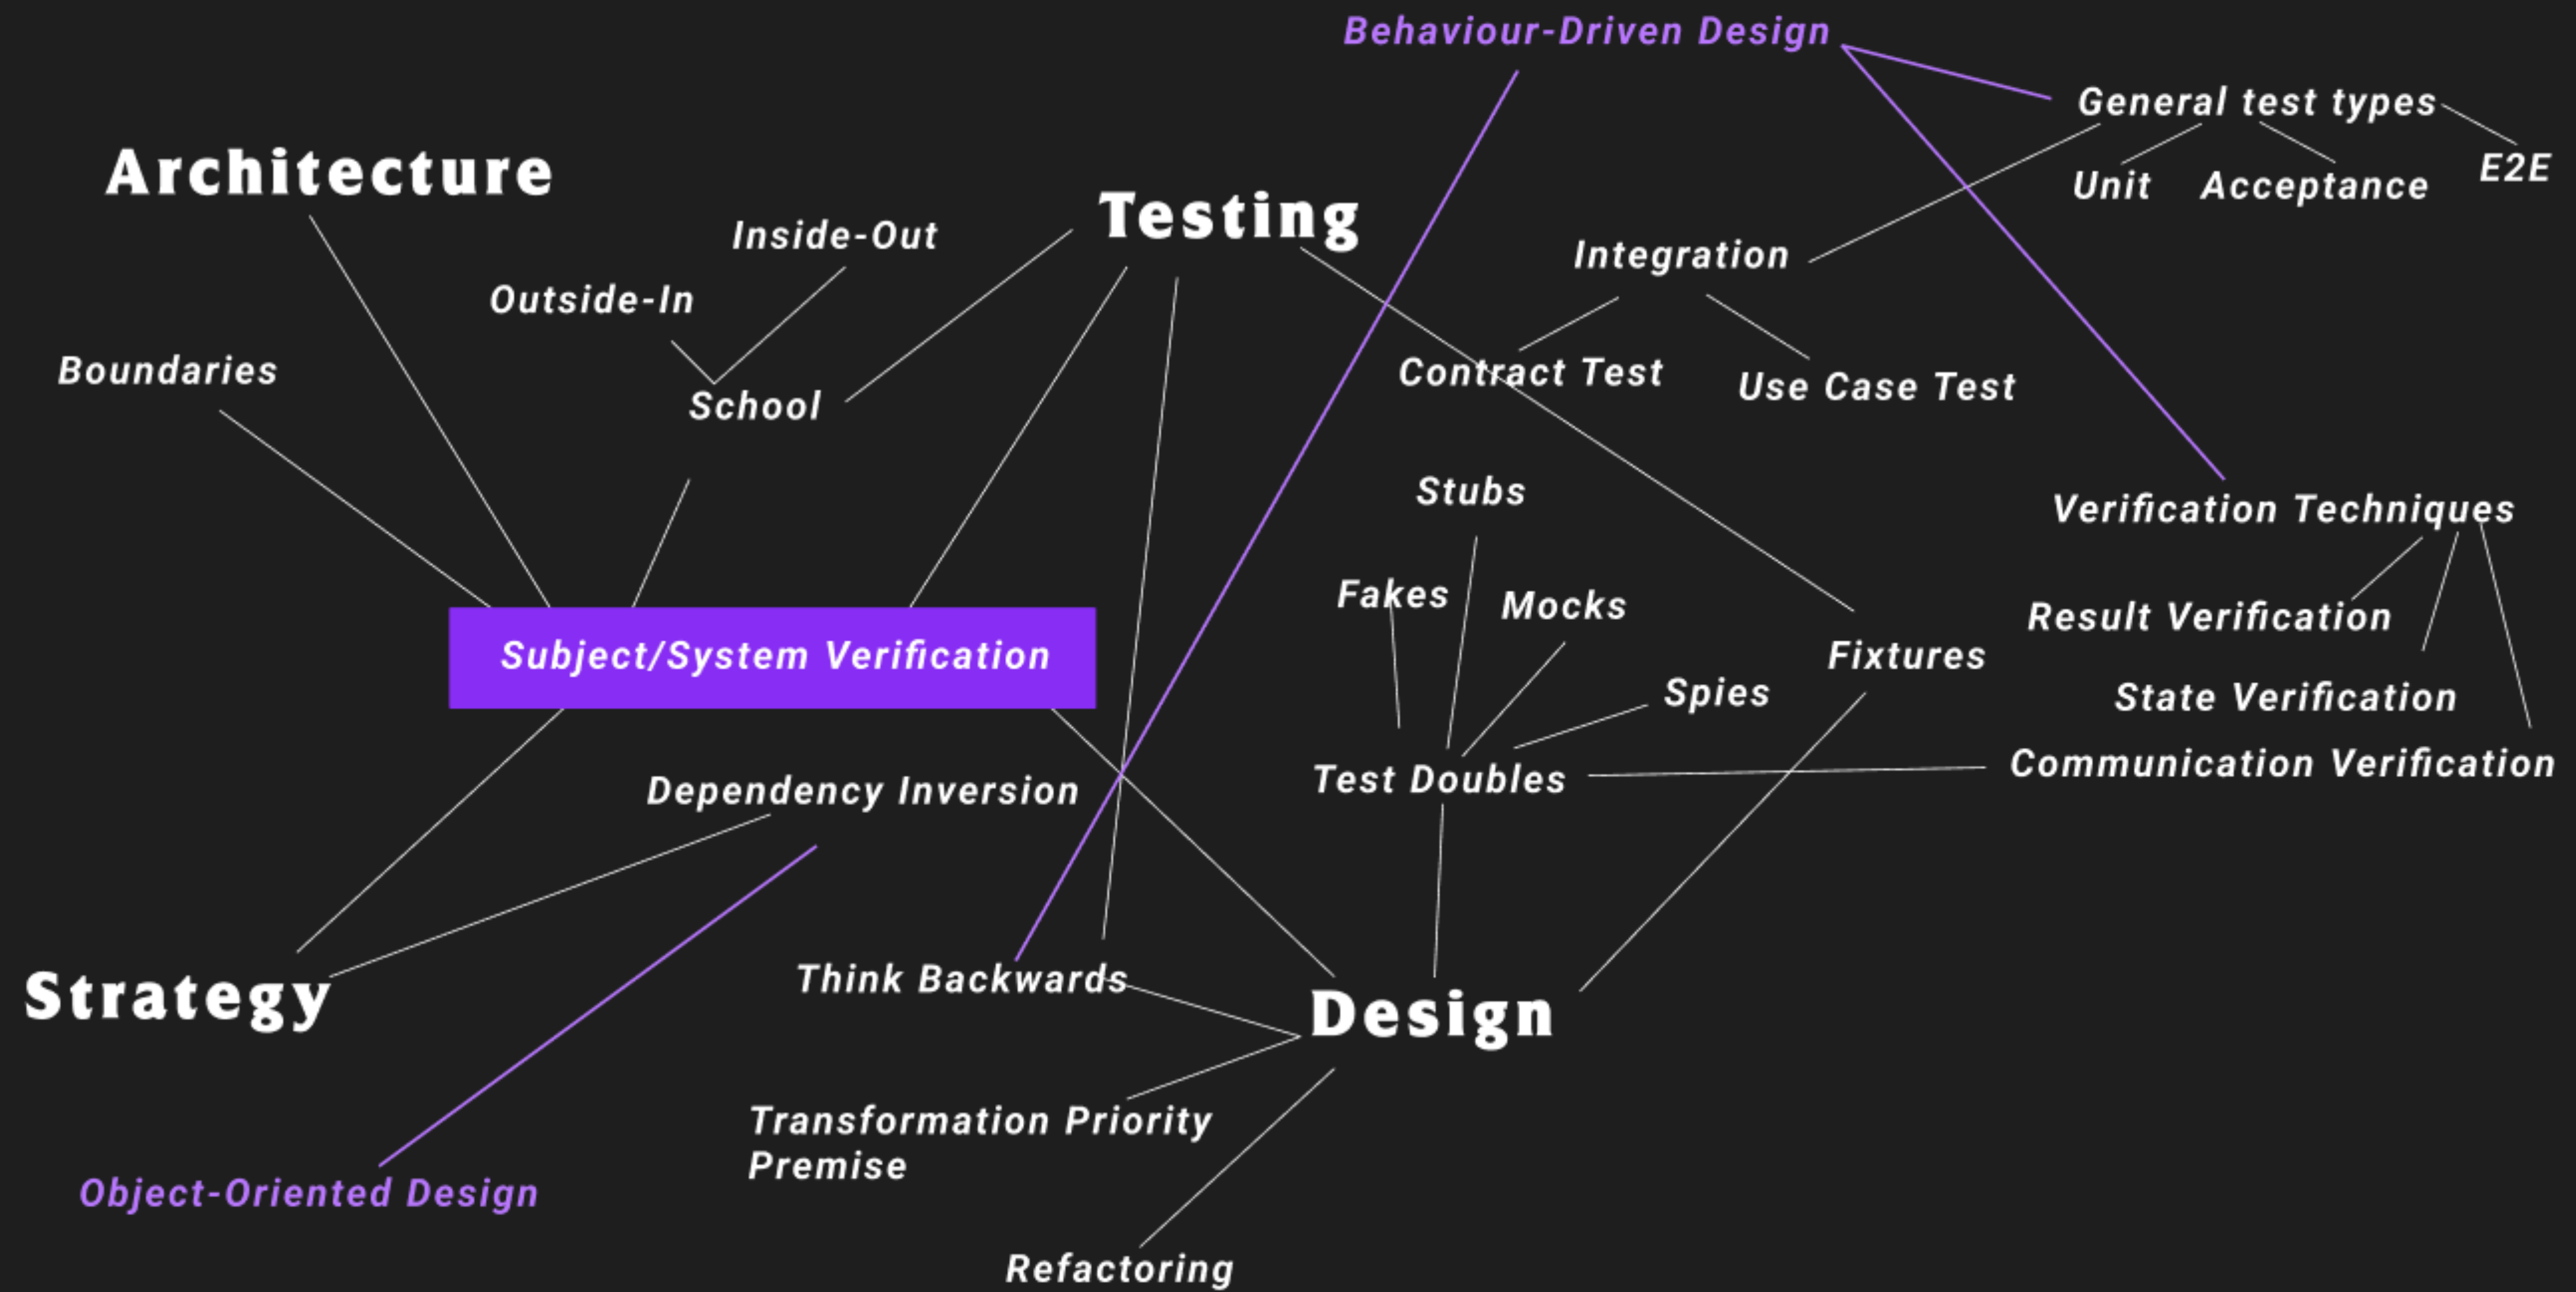 Behaviour-Driven Design
General test types
E2E
Unit
Acceptance
Architecture
Testing
Inside-Out
Integration
Outside-In
Boundaries
Contract Test
Use Case Test
School
Stubs
Verification Techniques
Fakes
Mocks
Result Verification
Subject/System Verification
Fixtures
Spies
State Verification
Communication Verification
Test Doubles
Dependency Inversion
Think Backwards
Strategy
Design
Transformation Priority
Premise
Object-Oriented Design
Refactoring